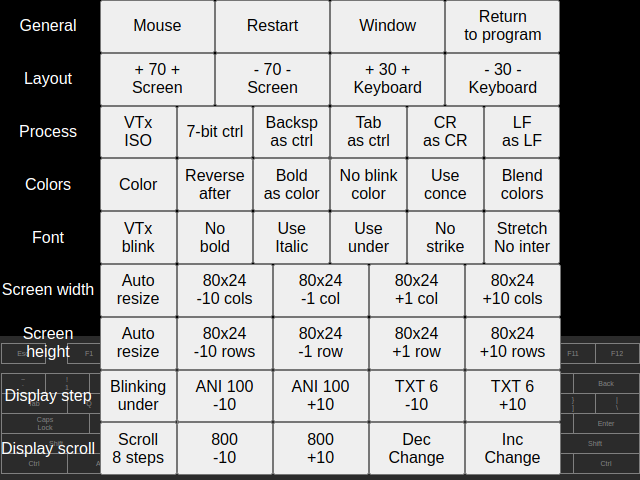 General
Mouse
Restart
Window
Return
to program
Layout
+ 70 +
Screen
- 70 -
Screen
+ 30 +
Keyboard
- 30 -
Keyboard
Process
VTx
ISO
7-bit ctrl
Backsp
as ctrl
Tab
as ctrl
CR
as CR
LF
as LF
Colors
Color
Reverse
after
Bold
as color
No blink
color
Use
conce
Blend
colors
Font
VTx
blink
No
bold
Use
Italic
Use
under
No
strike
Stretch
No inter
Screen width
Auto
resize
80x24
-10 cols
80x24
-1 col
80x24
+1 col
80x24
+10 cols
Screen
height
Auto
resize
80x24
-10 rows
80x24
-1 row
80x24
+1 row
80x24
+10 rows
F1
F11
F12
Display step
Blinking
under
ANI 100
-10
ANI 100
+10
TXT 6
-10
TXT 6
+10
Back
Caps
Lock
Enter
Display scroll
Scroll
8 steps
800
-10
800
+10
Dec
Change
Inc
Change
Shift
Shift
Ctrl
Ctrl